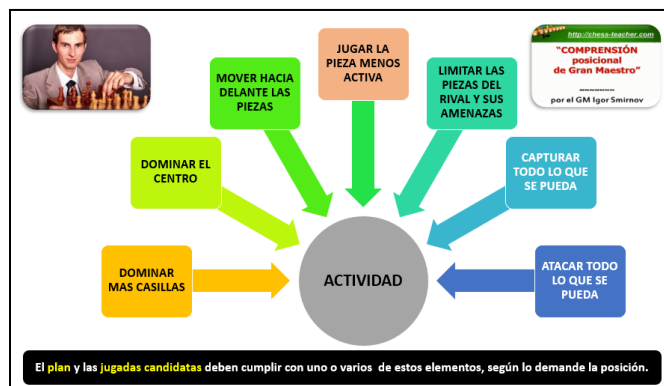 http://chess-teacher.com
"COMPRENSIÓN
posicional
de Gran Maestro"
~~~~~~~
por el GM Igor Smirnov
JUGAR LA
PIEZA MENOS
ACTIVA
MOVER HACIA
DELANTE LAS
PIEZAS
LIMITAR LAS
PIEZAS DEL
RIVAL Y SUS
AMENAZAS
DOMINAR EL
CENTRO
CAPTURAR
TODO LO QUE
SE PUEDA
DOMINAR
MAS CASILLAS
ACTIVIDAD
ATACAR TODO
LO QUE SE
PUEDA
El plan y las jugadas candidatas deben cumplir con uno o varios de estos elementos, según lo demande la posición.